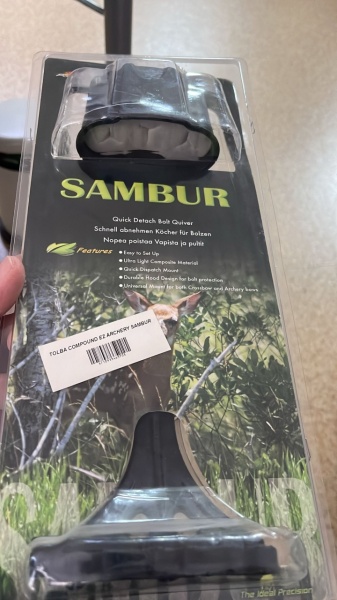 SAMBUR
Quick Detach Bolt Quiver
Schnell abnehmen Köcher für Bolzen
Nopea poistaa Vapista ja pultit
Features
• Easy to Set Up
• Ultra Light Composite Material
• Quick Dispatch Mount
• Durable Hood Design for bolt protection
• Universal Mount for both Crossbow and Archery bows
TOLBA COMPOUND EZ ARCHERY SAMBUR
The Ideal Precision